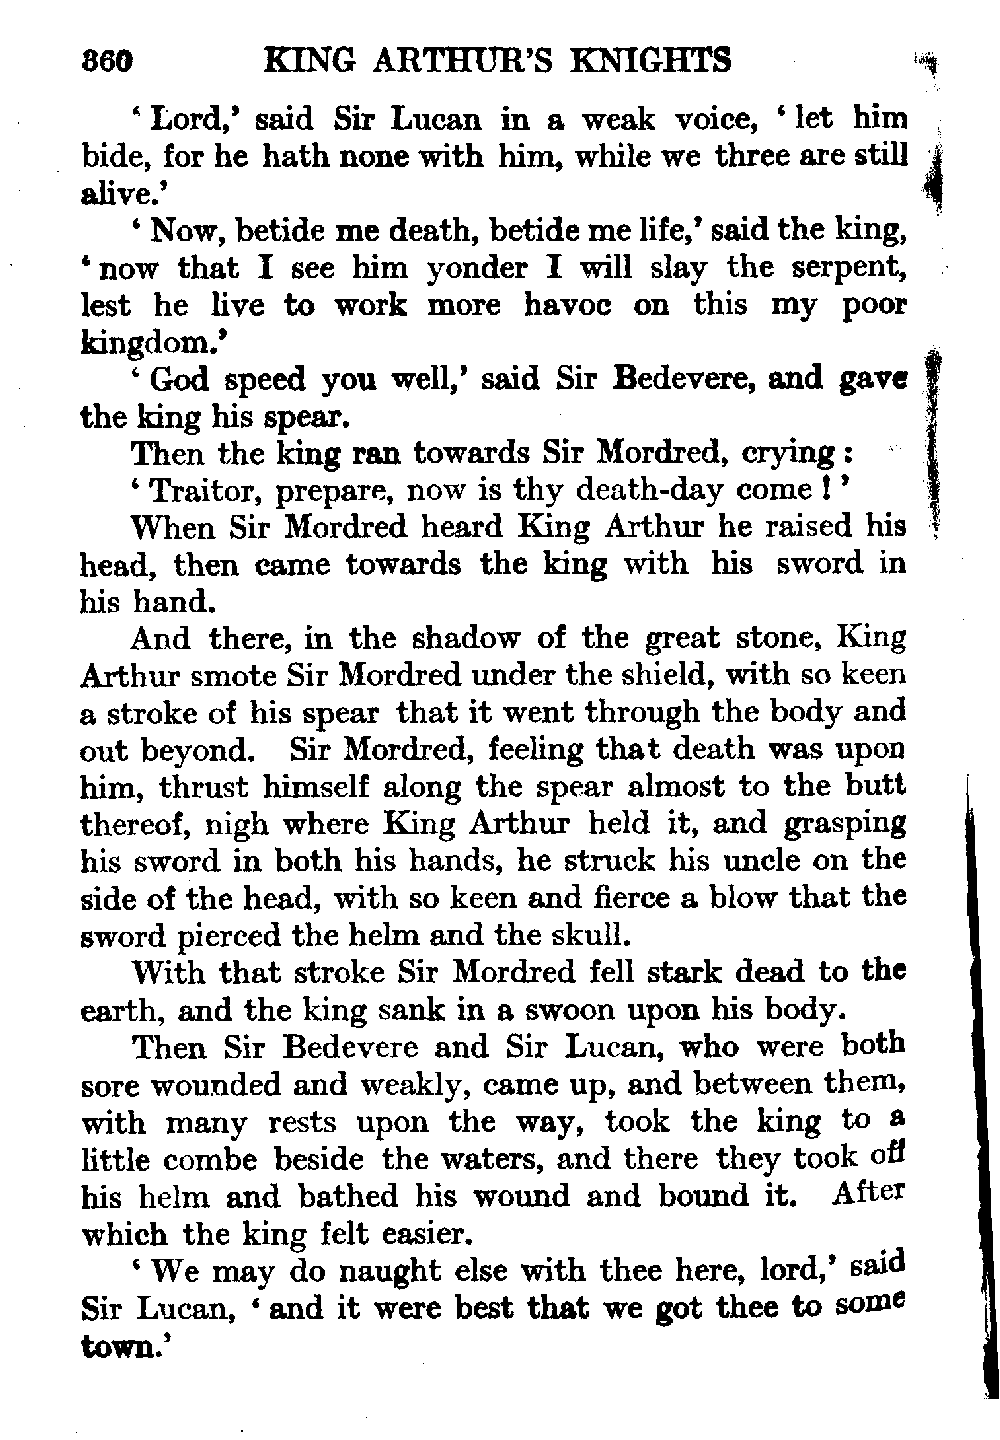 360 KING ARTHUR'S KNIGHTS
‘ Lord,’ said Sir Lucan in a weak voice, ‘ let him
bide, for he hath none with him, while we three are still
alive.’
‘ Now, betide me death, betide me life,’ said the king,
‘ now that I see him yonder I will slay the serpent,
lest he live to work more havoc on this my poor
kingdom.’
‘ God speed you well,’ said Sir Bedevere, and gave
the king his spear.
Then the king ran towards Sir Mordred, crying :
‘ Traitor, prepare, now is thy death-day come ! ’
When Sir Mordred heard King Arthur he raised his
head, then came towards the king with his sword in
his hand.
And there, in the shadow of the great stone, King
Arthur smote Sir Mordred under the shield, with so keen
a stroke of his spear that it went through the body and
out beyond. Sir Mordred, feeling that death was upon
him, thrust himself along the spear almost to the butt
thereof, nigh where King Arthur held it, and grasping
his sword in both his hands, he struck his uncle on the
side of the head, with so keen and fierce a blow that the
sword pierced the helm and the skull.
With that stroke Sir Mordred fell stark dead to the
earth, and the king sank in a swoon upon his body.
Then Sir Bedevere and Sir Lucan, who were both
sore wounded and weakly, came up, and between them,
with many rests upon the way, took the king to a
little combe beside the waters, and there they took off
his helm and bathed his wound and bound it. After
which the king felt easier.
‘ We may do naught else with thee here, lord,’ said
Sir Lucan, ‘ and it were best that we got thee to some
town.’